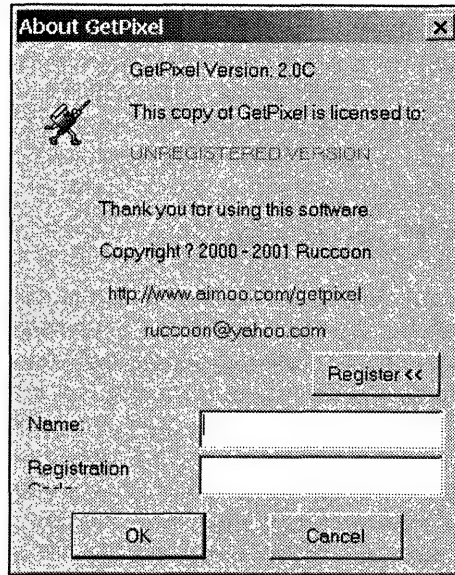 About GetPixel
GetPixel Version: 2.0C
This copy of GetPixel is licensed to:
UNREGISTERED VERSION
Thank you for using this software.
Copyright ? 2000 - 2001 Ruccoon
http://www.aimoo.com/getpixel
ruccoon@yahoo.com
Register <<
Name:
Registration
OK Cancel